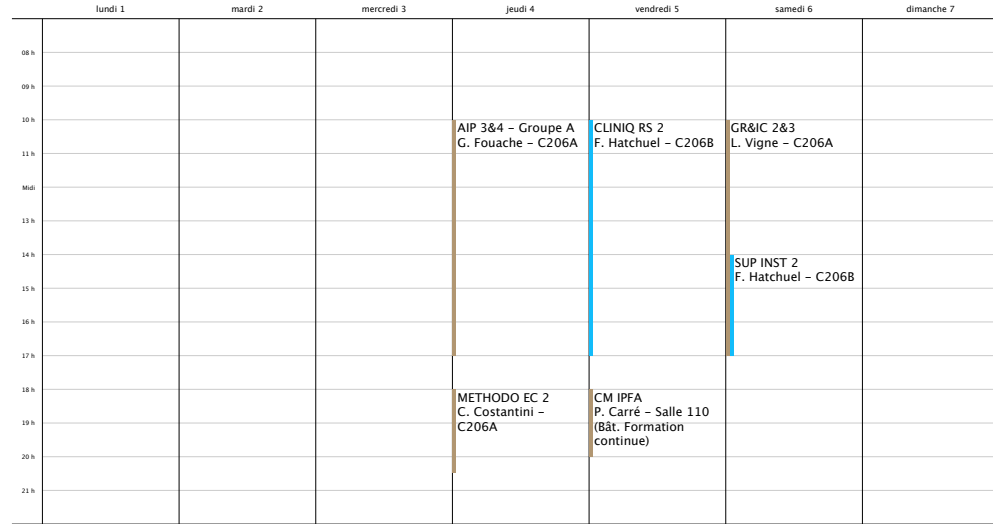 lundi 1
mardi 2
mercredi 3
jeudi 4
vendredi 5
samedi 6
dimanche 7
08 h
09 h
10 h
11 h
Midi
13 h
14 h
15 h
16 h
17 h
18 h
19 h
20 h
21 h
AIP 3&4 – Groupe A
G. Fouache – C206A
METHODO EC 2
C. Costantini –
C206A
CLINIQ RS 2
F. Hatchuel – C206B
CM IPFA
P. Carré – Salle 110
(Bât. Formation
continue)
GR&IC 2&3
L. Vigne – C206A
SUP INST 2
F. Hatchuel – C206B